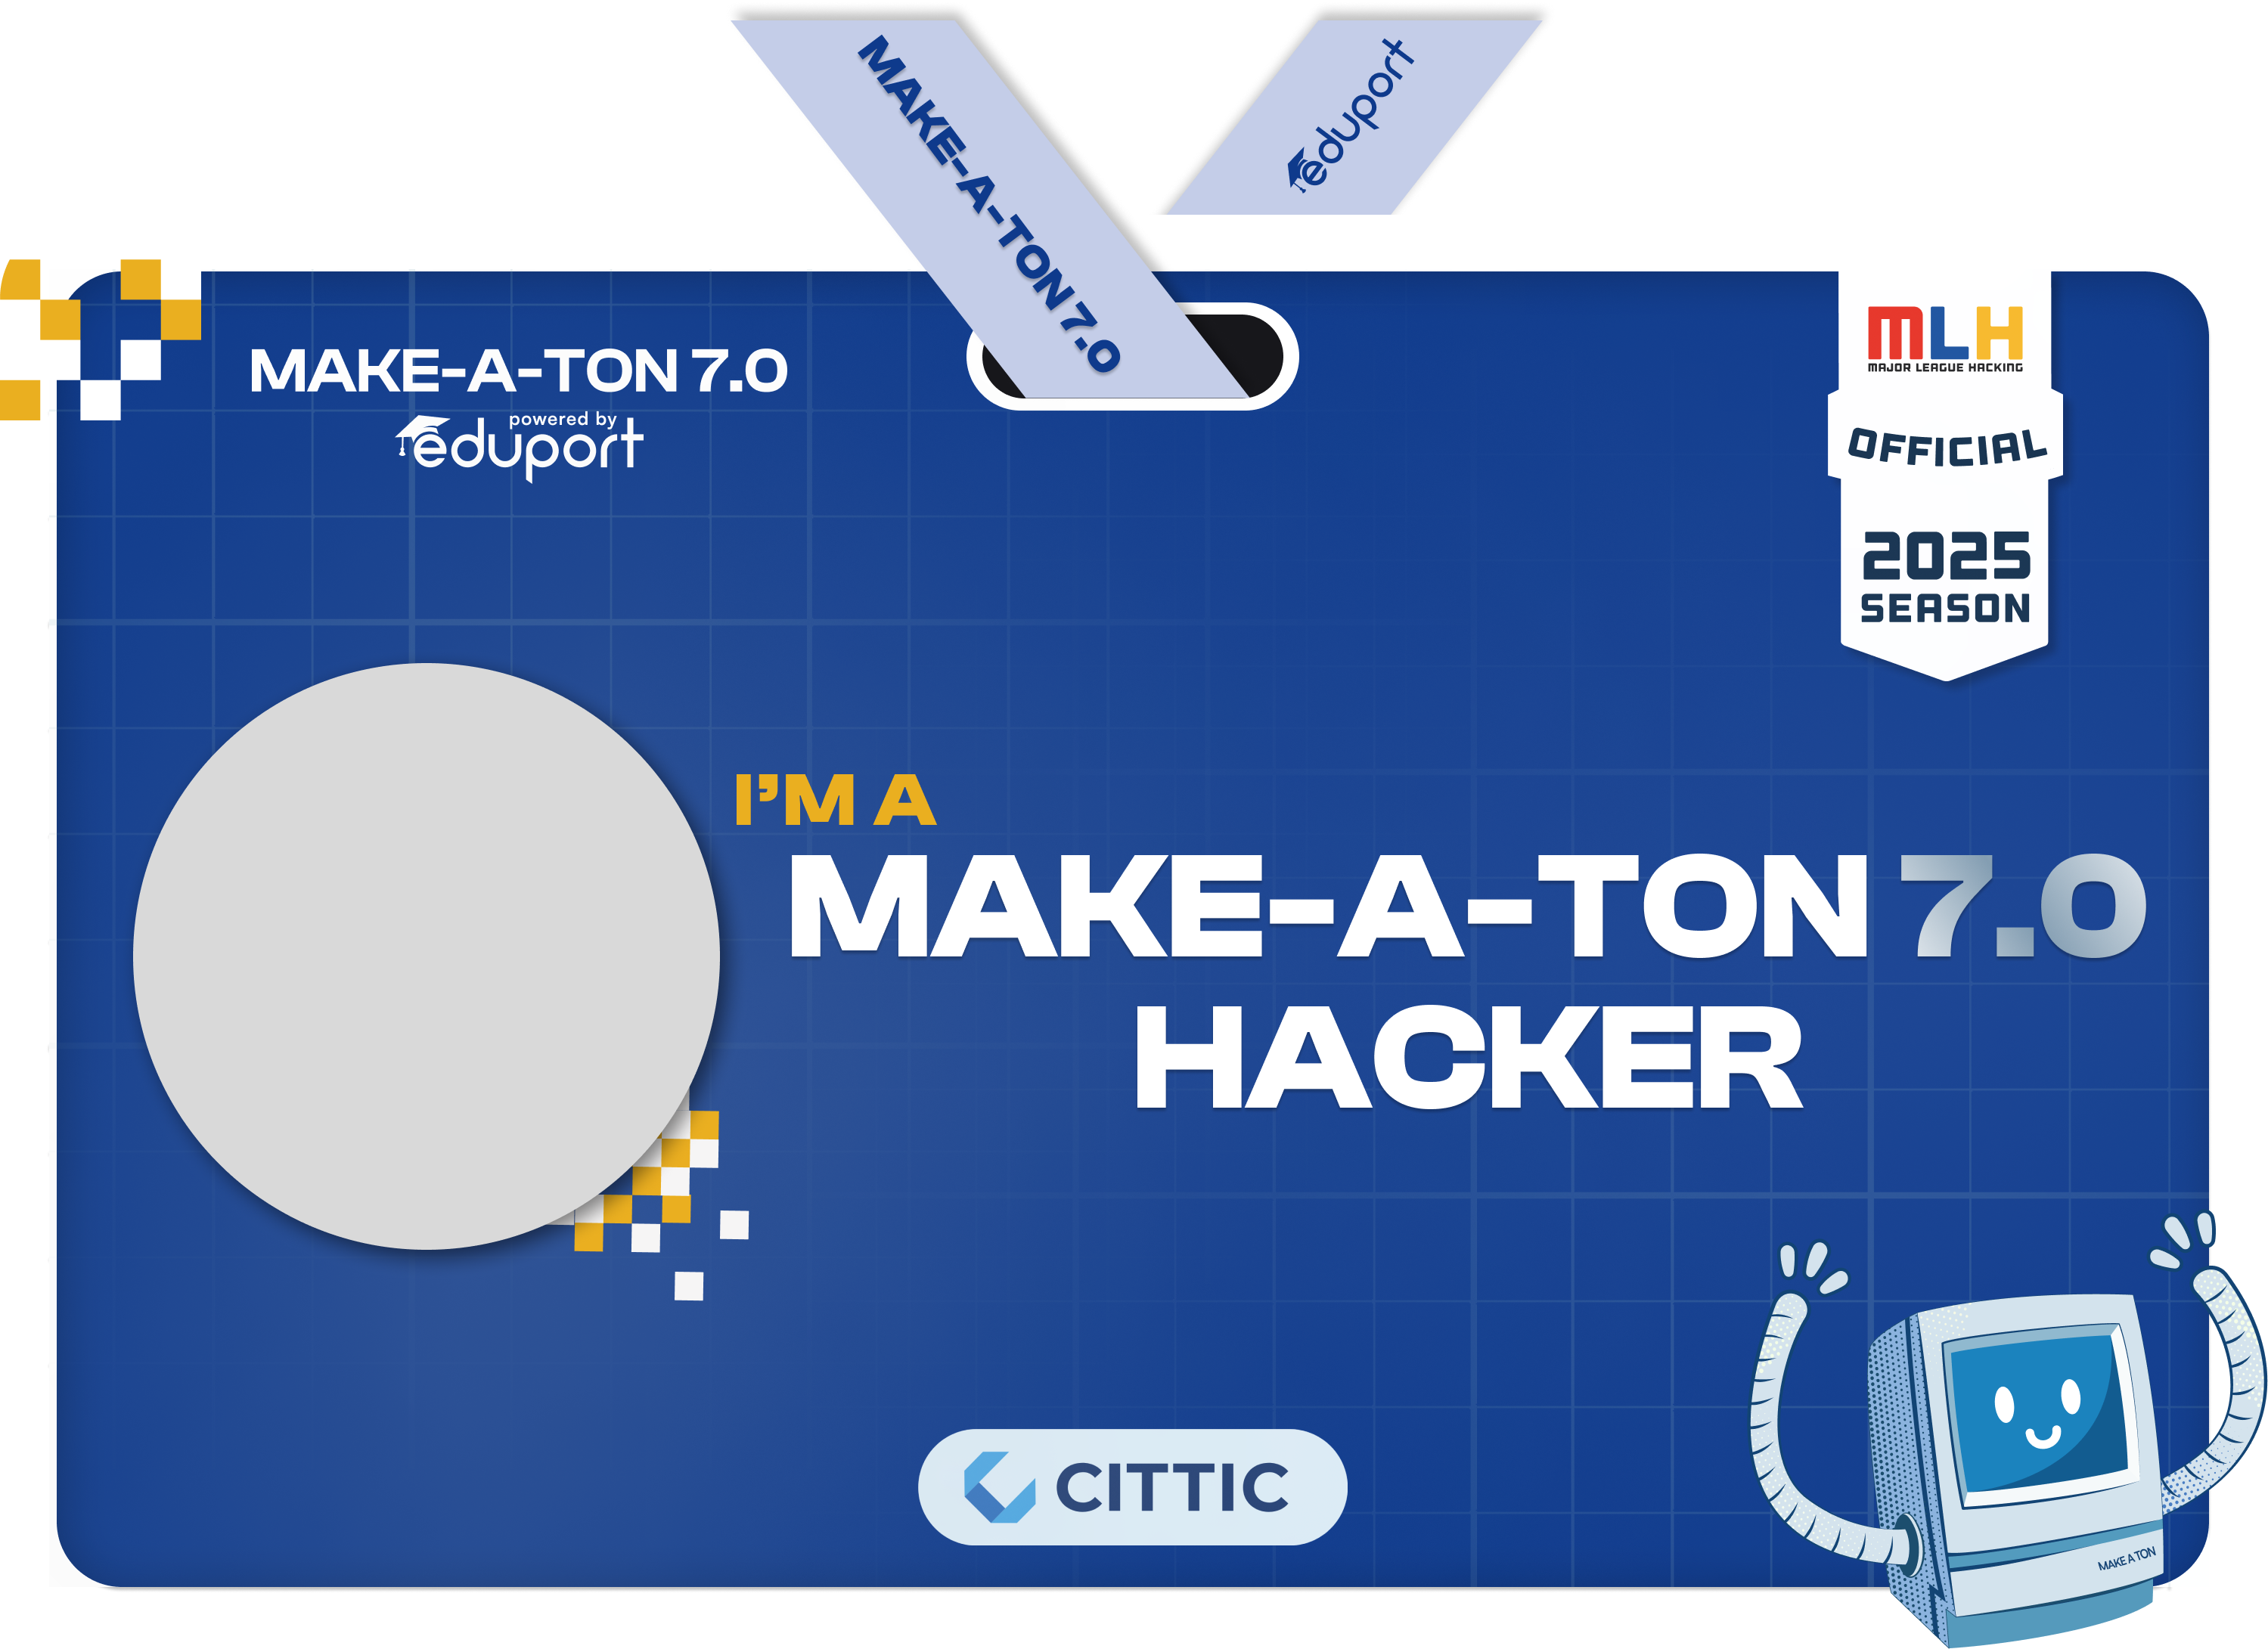 MAKE-A-TON 7.0
eduport
MAKE-A-TON 7.0
powered by
eduport
MLH
MAJOR LEAGUE HACKING
OFFICIAL
2025
SEASON
I'M A
MAKE-A-TON 7.0
HACKER
CITTIC
MAKE A TON